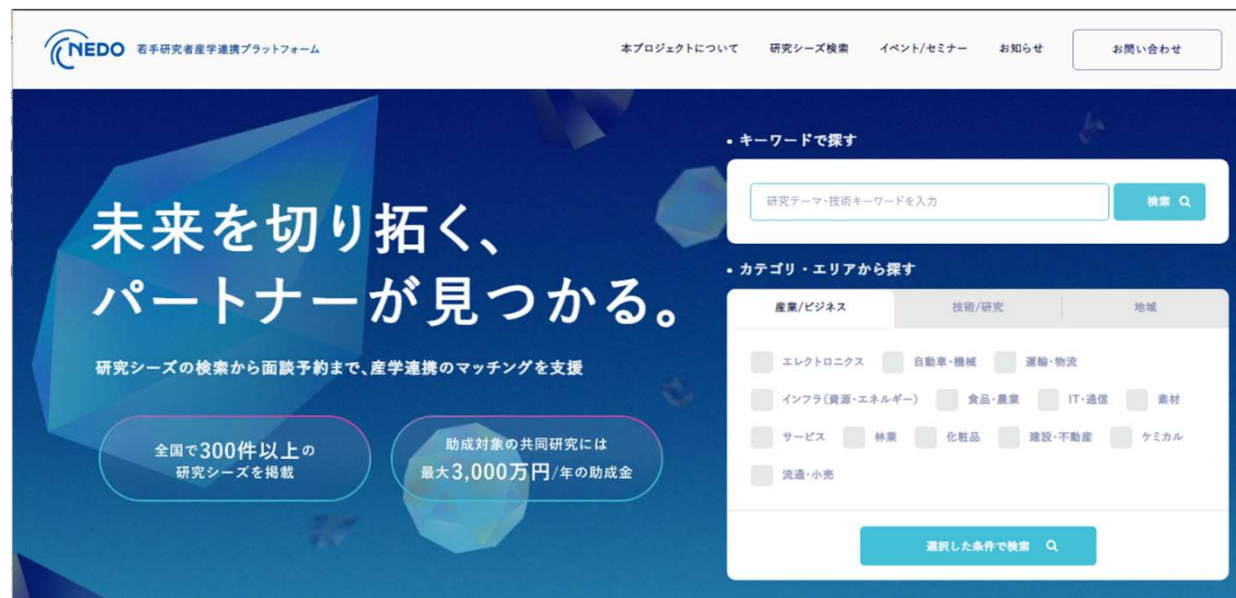 NEDO 若手研究者産学連携プラットフォーム
本プロジェクトについて 研究シーズ検索 イベント/セミナー お知らせ お問い合わせ
未来を切り拓く、
パートナーが見つかる。
研究シーズの検索から面談予約まで、産学連携のマッチングを支援
全国で300件以上の
研究シーズを掲載
助成対象の共同研究には
最大3,000万円/年の助成金
• キーワードで探す
研究テーマ・技術キーワードを入力 検索
• カテゴリ・エリアから探す
産業/ビジネス 技術/研究 地域
エレクトロニクス 自動車・機械 運輸・物流
インフラ(資源・エネルギー) 食品・農業 IT・通信 素材
サービス 林業 化粧品 建設・不動産 ケミカル
流通・小売
選択した条件で検索